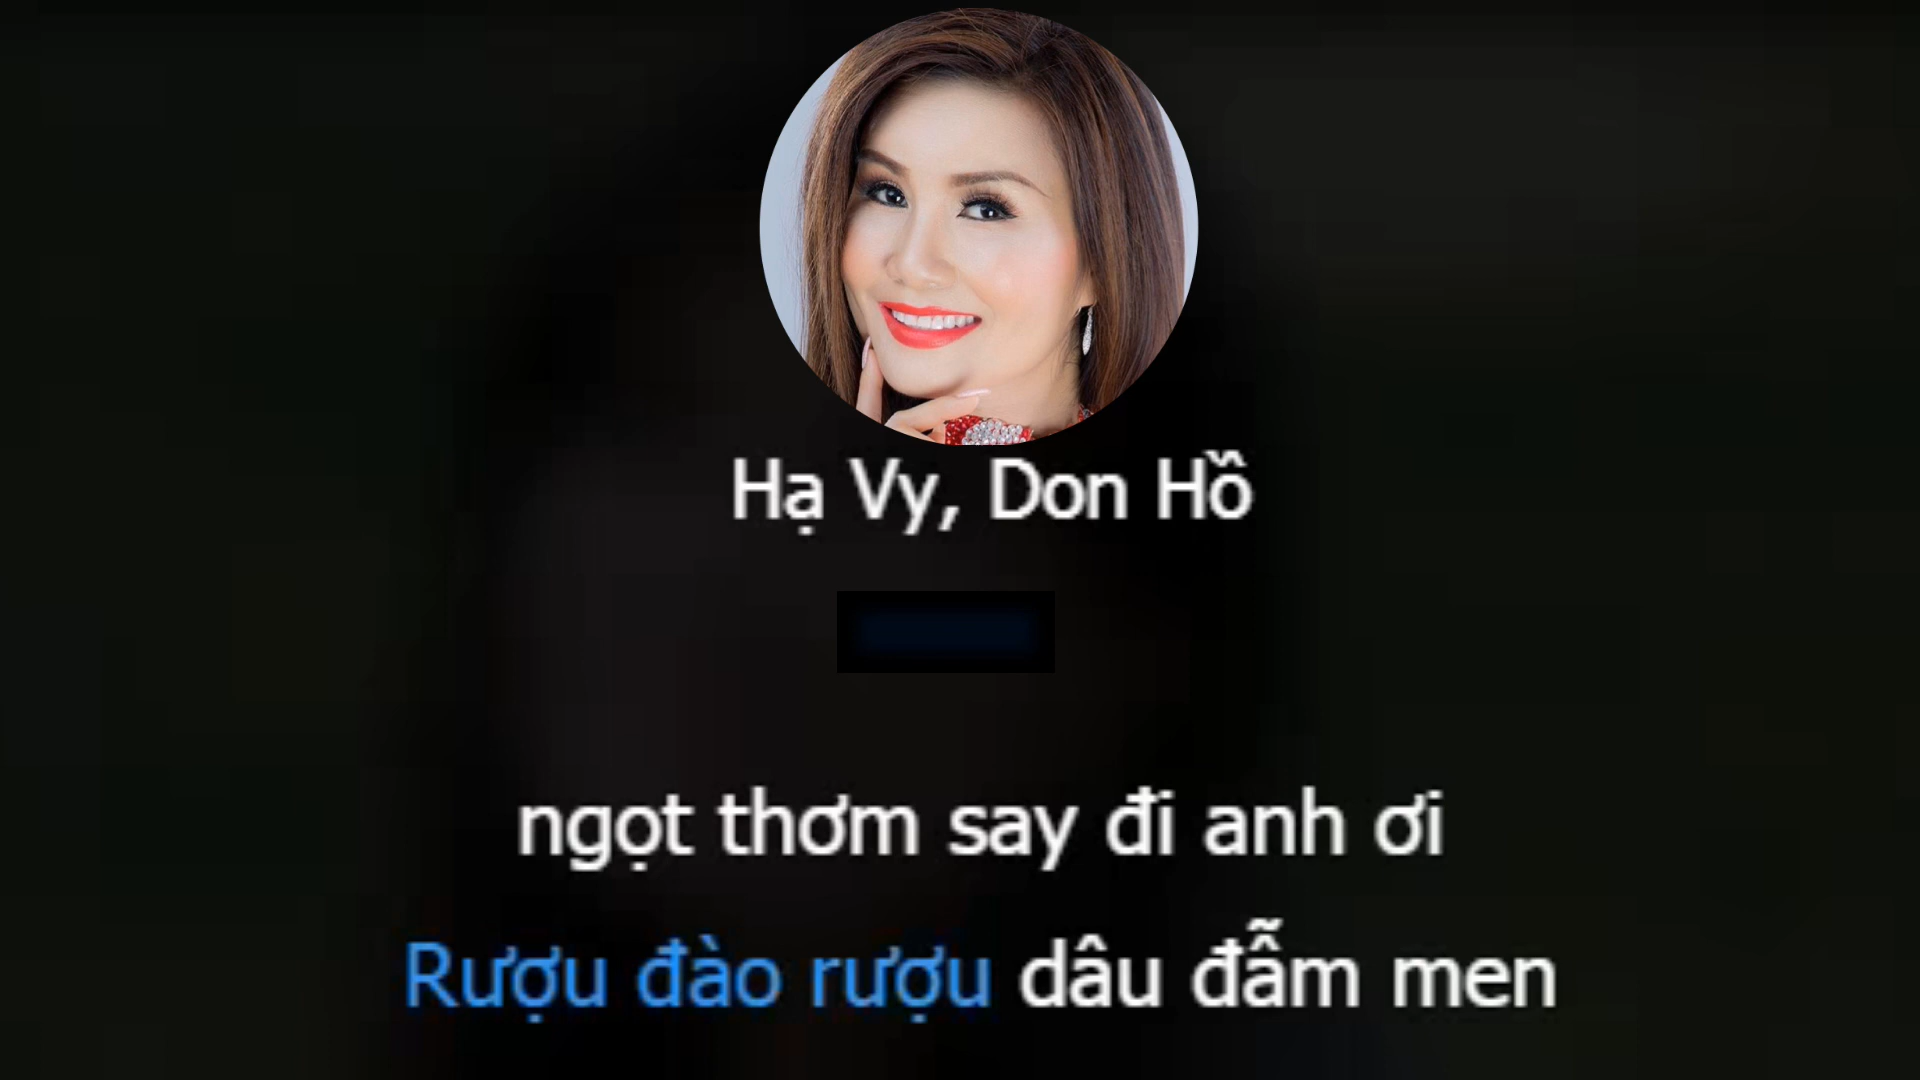 Hạ Vy, Don Hồ
ngọt thơm say đi anh ơi
Rượu đào rượu dâu đẫm men